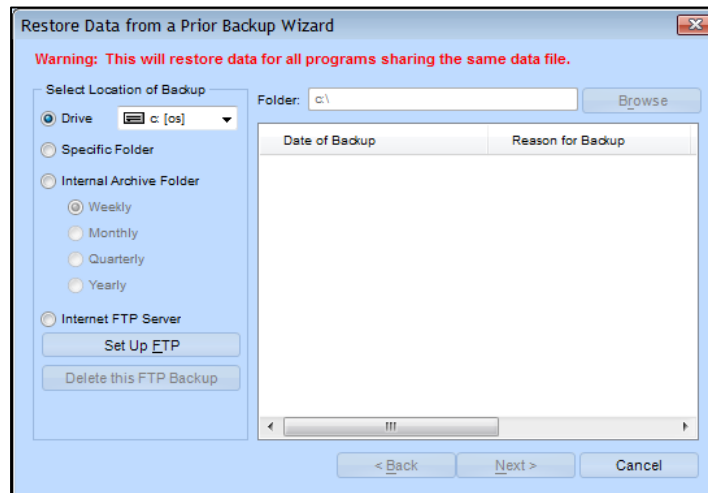 Restore Data from a Prior Backup Wizard
Warning: This will restore data for all programs sharing the same data file.
Select Location of Backup
Drive
c: [os]
Specific Folder
Internal Archive Folder
Weekly
Monthly
Quarterly
Yearly
Internet FTP Server
Set Up FTP
Delete this FTP Backup
Folder: c:\
Browse
Date of Backup
Reason for Backup
< Back
Next >
Cancel